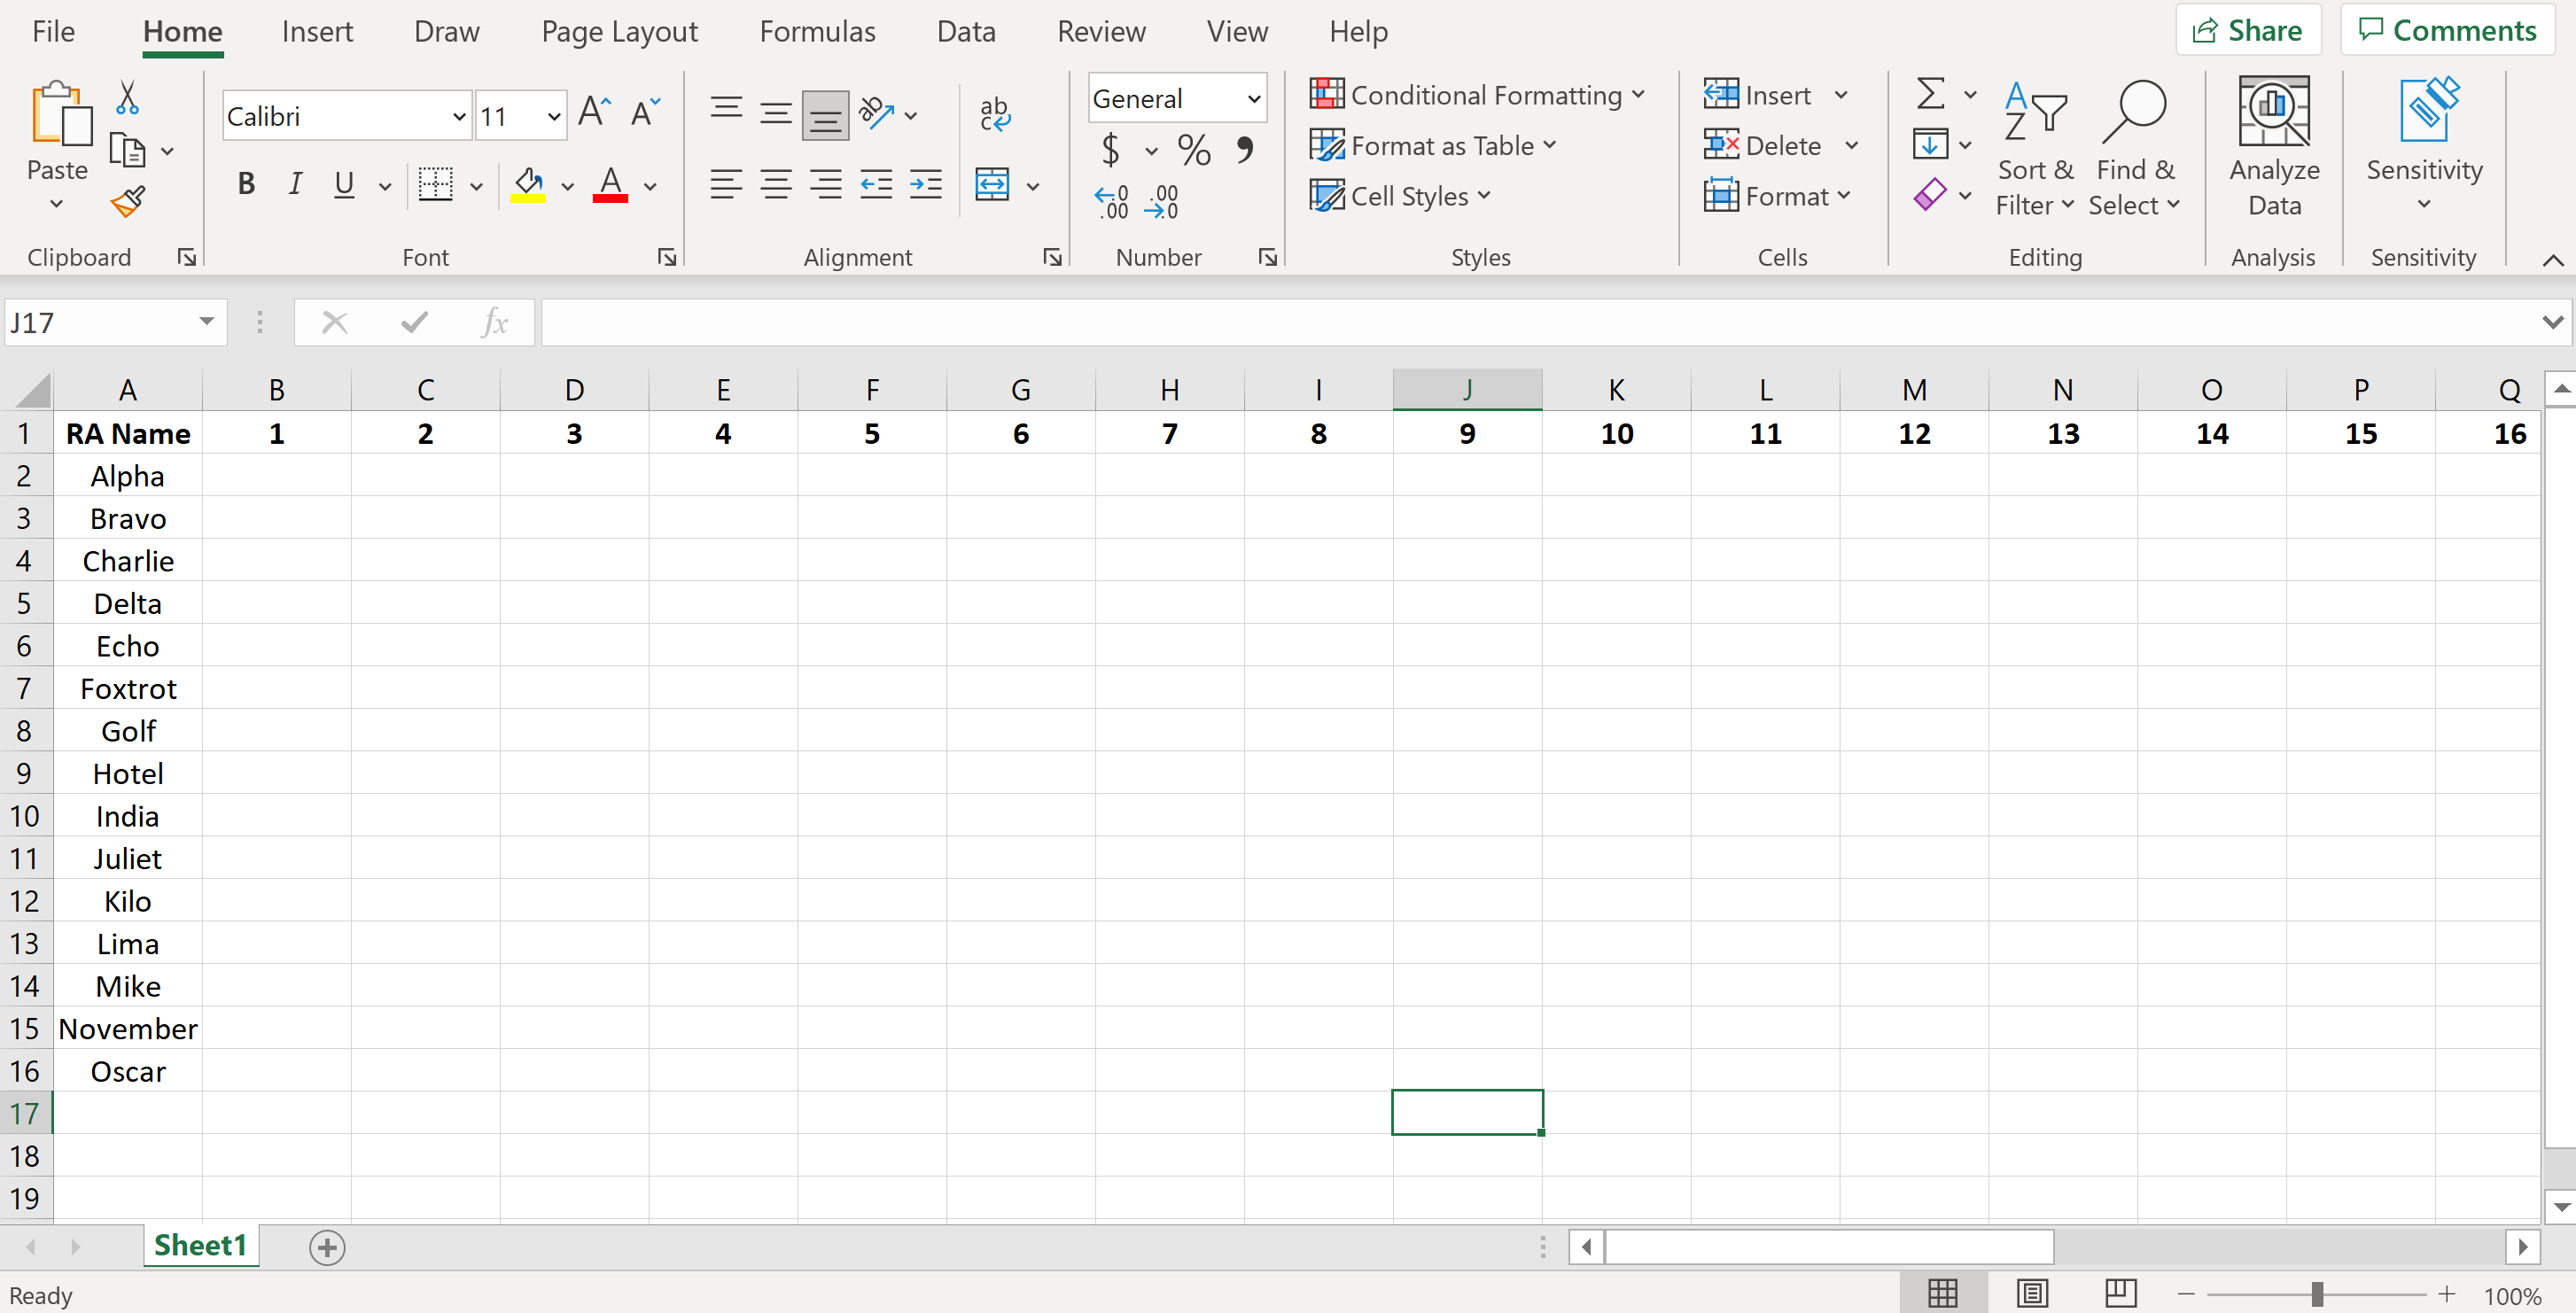 File Home Insert Draw Page Layout Formulas Data Review View Help Share Comments
Calibri 11 General Conditional Formatting Insert
Format as Table Delete
Paste Sort & Find & Analyze Sensitivity
Cell Styles Format Filter Select Data
Clipboard Font Alignment Number Styles Cells Editing Analysis Sensitivity
J17 fx
A B C D E F G H I J K L M N O P Q
1 RA Name 1 2 3 4 5 6 7 8 9 10 11 12 13 14 15 16
2 Alpha
3 Bravo
4 Charlie
5 Delta
6 Echo
7 Foxtrot
8 Golf
9 Hotel
10 India
11 Juliet
12 Kilo
13 Lima
14 Mike
15 November
16 Oscar
17
18
19
Sheet1
Ready 100%